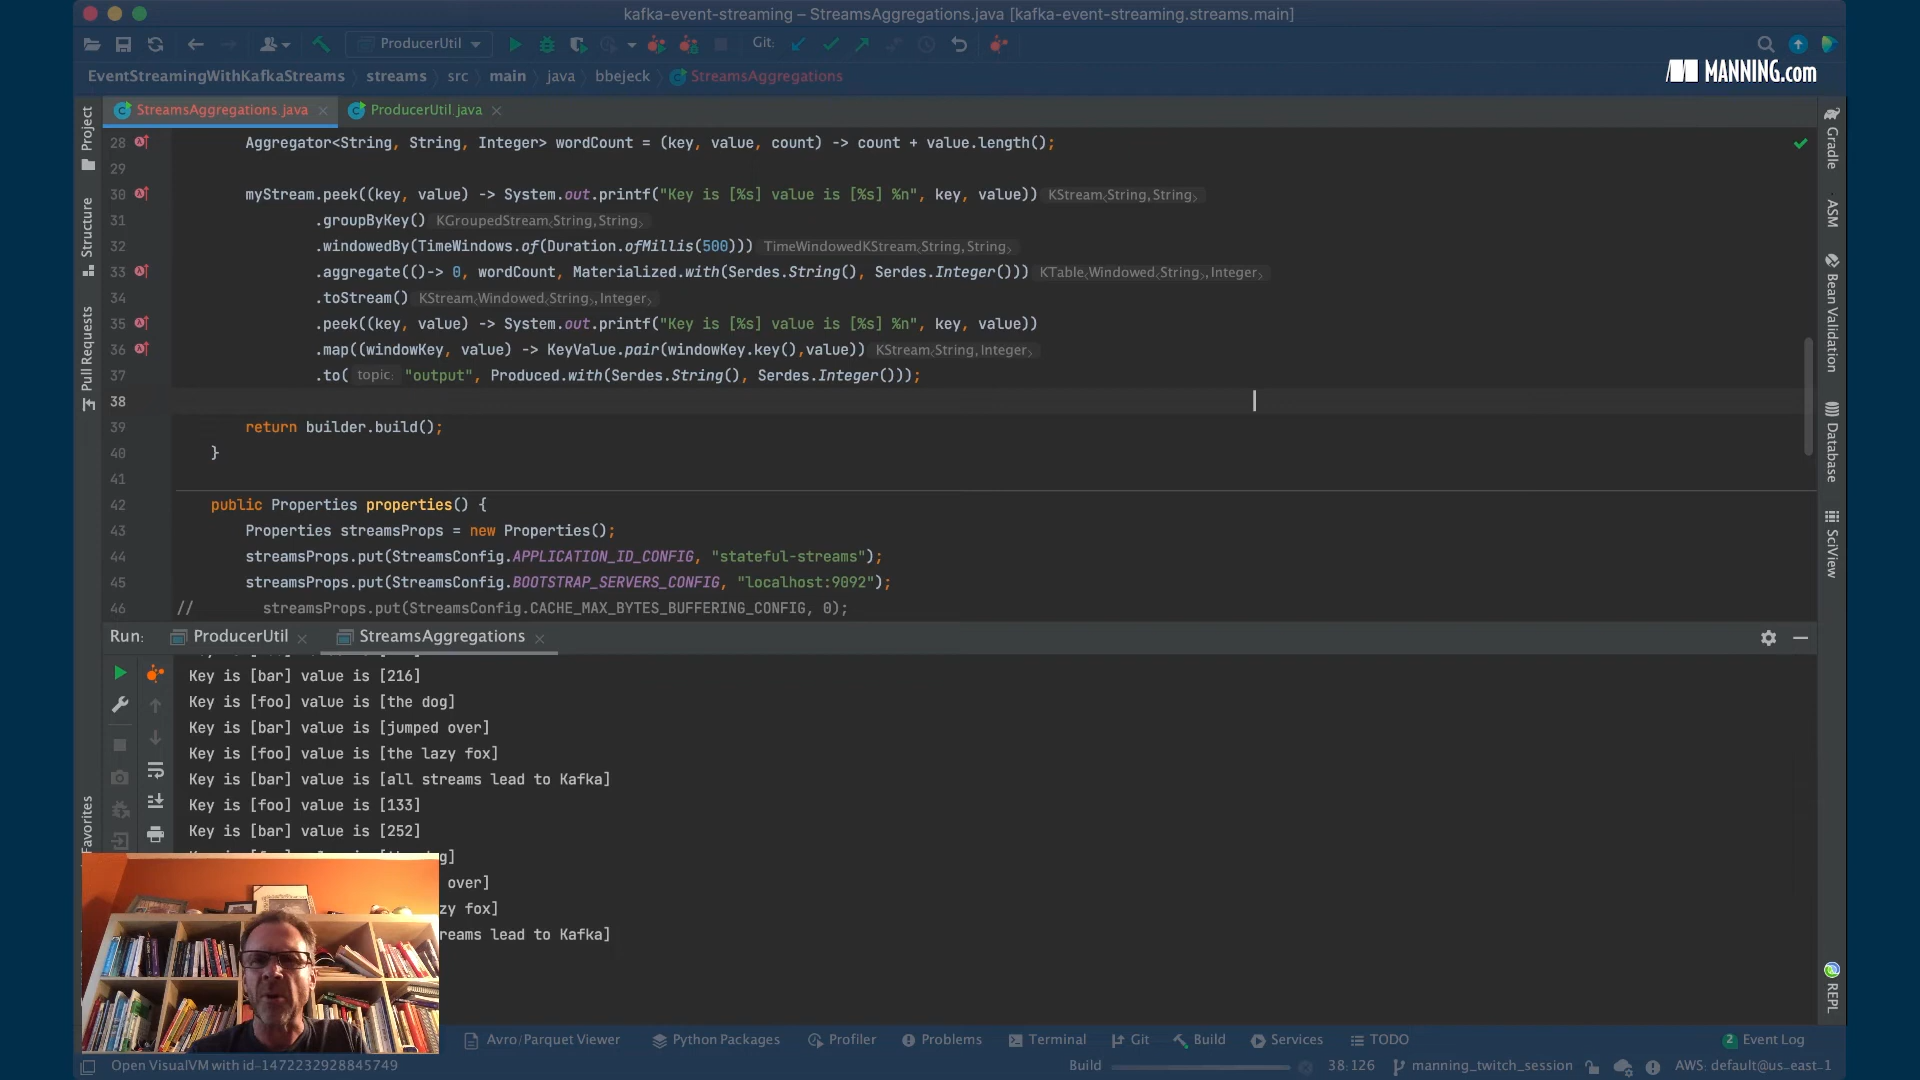 kafka-event-streaming – StreamsAggregations.java [kafka-event-streaming.streams.main]
ProducerUtil
Git:
MANNING.com
EventStreamingWithKafkaStreams
streams
src
main
java
bbejeck
StreamsAggregations
StreamsAggregations.java
ProducerUtil.java
Project
Structure
Pull Requests
Favorites
28 Aggregator<String, String, Integer> wordCount = (key, value, count) -> count + value.length();
29
30 myStream.peek((key, value) -> System.out.printf("Key is [%s] value is [%s] %n", key, value)) KStream<String,String>
31 .groupByKey() KGroupedStream<String,String>
32 .windowedBy(TimeWindows.of(Duration.ofMillis(500))) TimeWindowedKStream<String,String>
33 .aggregate(()-> 0, wordCount, Materialized.with(Serdes.String(), Serdes.Integer())) KTable<Windowed<String>,Integer>
34 .toStream() KStream<Windowed<String>,Integer>
35 .peek((key, value) -> System.out.printf("Key is [%s] value is [%s] %n", key, value))
36 .map((windowKey, value) -> KeyValue.pair(windowKey.key(),value)) KStream<String,Integer>
37 .to( topic: "output", Produced.with(Serdes.String(), Serdes.Integer()));
38
39 return builder.build();
40 }
41
42 public Properties properties() {
43 Properties streamsProps = new Properties();
44 streamsProps.put(StreamsConfig.APPLICATION_ID_CONFIG, "stateful-streams");
45 streamsProps.put(StreamsConfig.BOOTSTRAP_SERVERS_CONFIG, "localhost:9092");
46 // streamsProps.put(StreamsConfig.CACHE_MAX_BYTES_BUFFERING_CONFIG, 0);
Gradle
ASM
Bean Validation
Database
SciView
REPL
Run:
ProducerUtil
StreamsAggregations
Key is [bar] value is [216]
Key is [foo] value is [the dog]
Key is [bar] value is [jumped over]
Key is [foo] value is [the lazy fox]
Key is [bar] value is [all streams lead to Kafka]
Key is [foo] value is [133]
Key is [bar] value is [252]
over]
zy fox]
reams lead to Kafka]
Avro/Parquet Viewer
Python Packages
Profiler
Problems
Terminal
Git
Build
Services
TODO
2 Event Log
Open VisualVM with id-1472232928845749
Build
38:126
manning_twitch_session
AWS: default@us_east_1